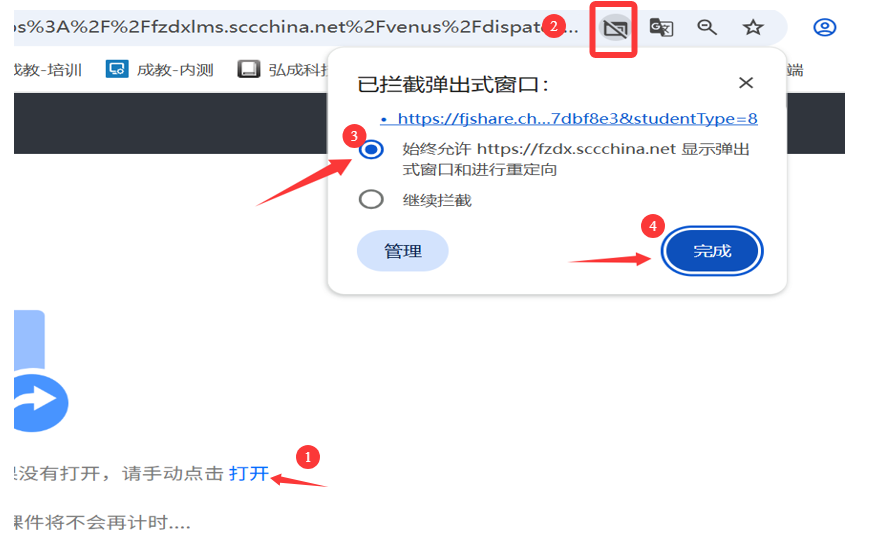 s%3A%2F%2Ffzdxlms.sccchina.net%2Fvenus%2Fdispat...
2
成教-培训
成教-内测
弘成科技
端
已拦截弹出式窗口：
• https://fjshare.ch...7dbf8e3&studentType=8
3
始终允许 https://fzdx.sccchina.net 显示弹出
式窗口和进行重定向
继续拦截
4
管理
完成
1
没有打开，请手动点击 打开
课件将不会再计时....